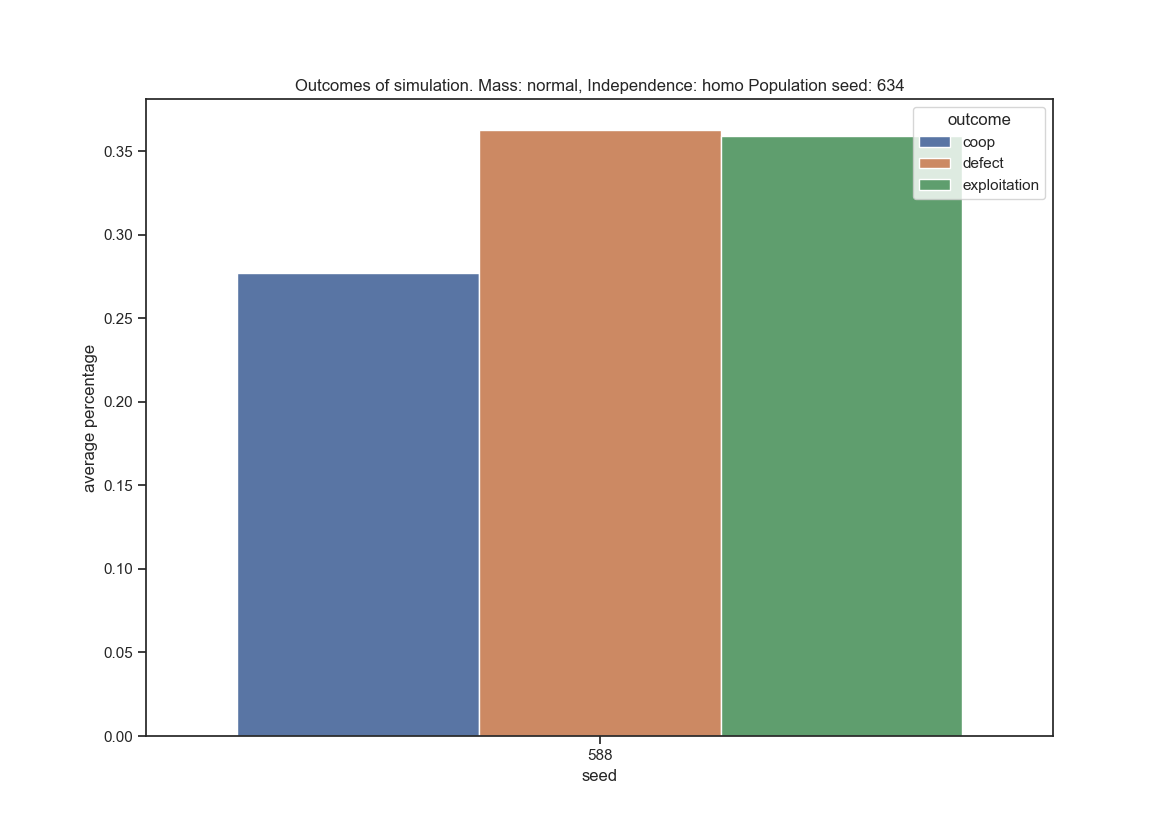 Outcomes of simulation. Mass: normal, Independence: homo Population seed: 634
outcome
coop
defect
exploitation
average percentage
0.35
0.30
0.25
0.20
0.15
0.10
0.05
0.00
588
seed